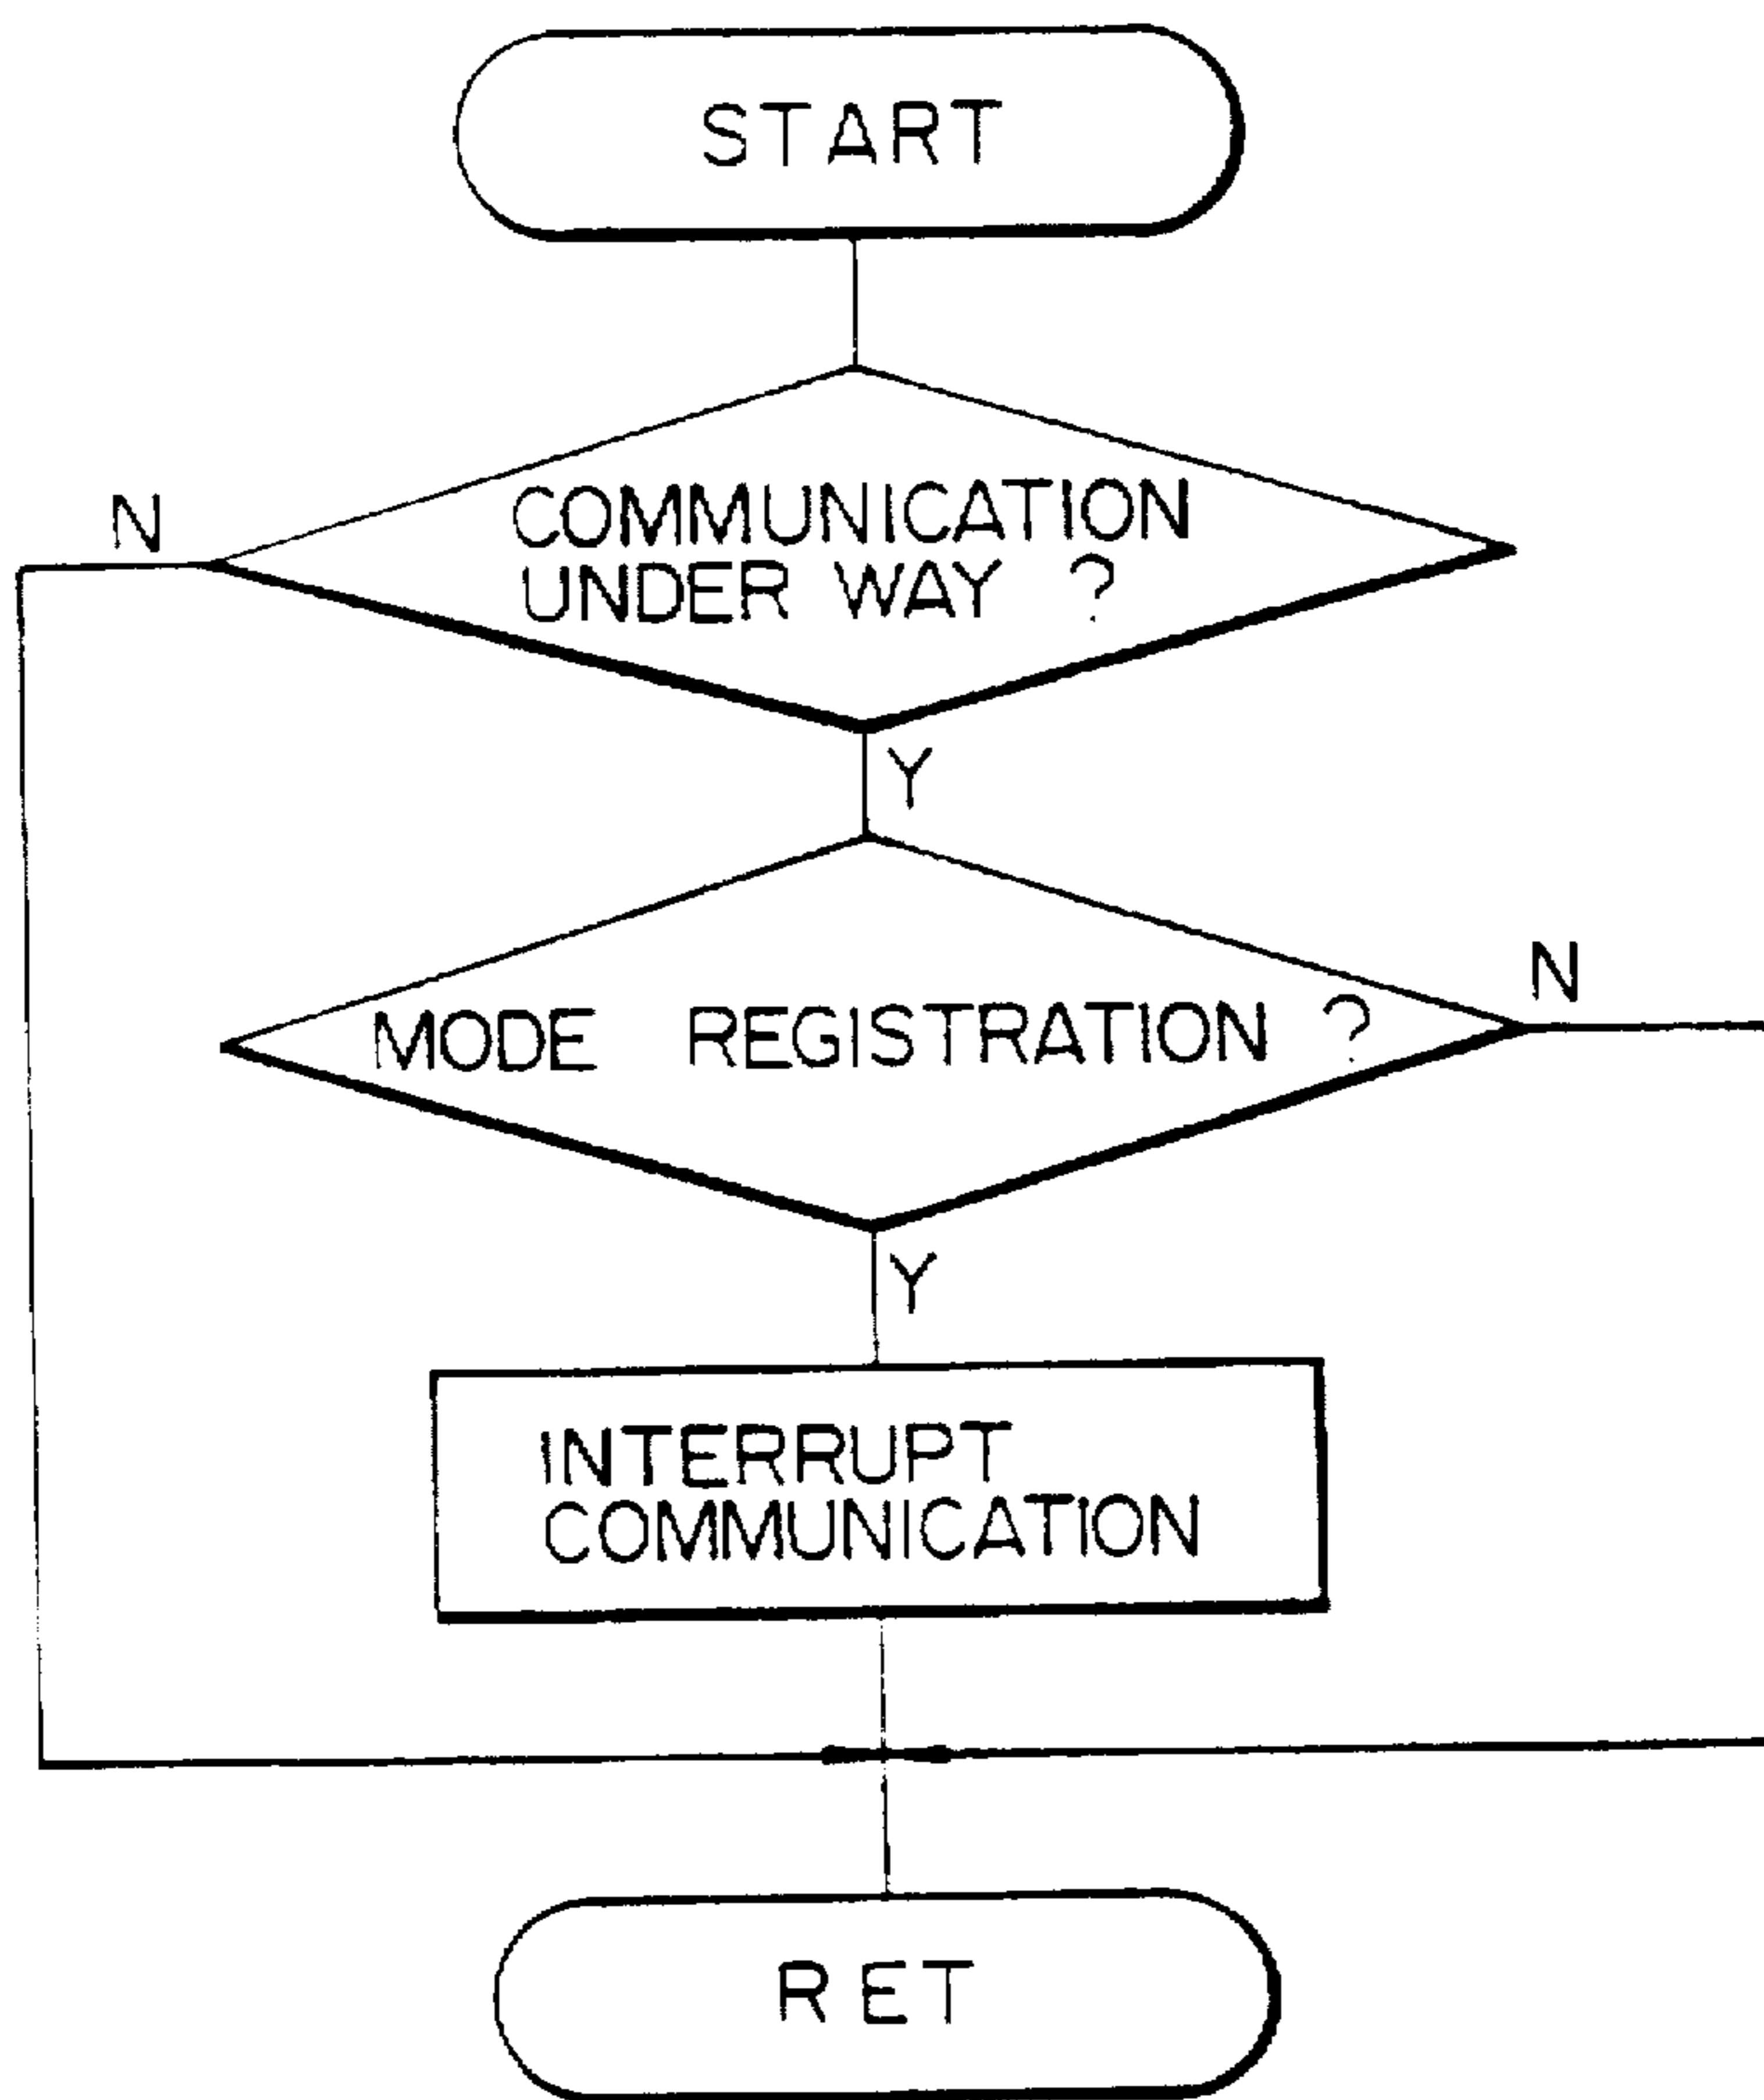 START
N
COMMUNICATION
UNDER WAY ?
Y
N
MODE REGISTRATION ?
Y
INTERRUPT
COMMUNICATION
RET